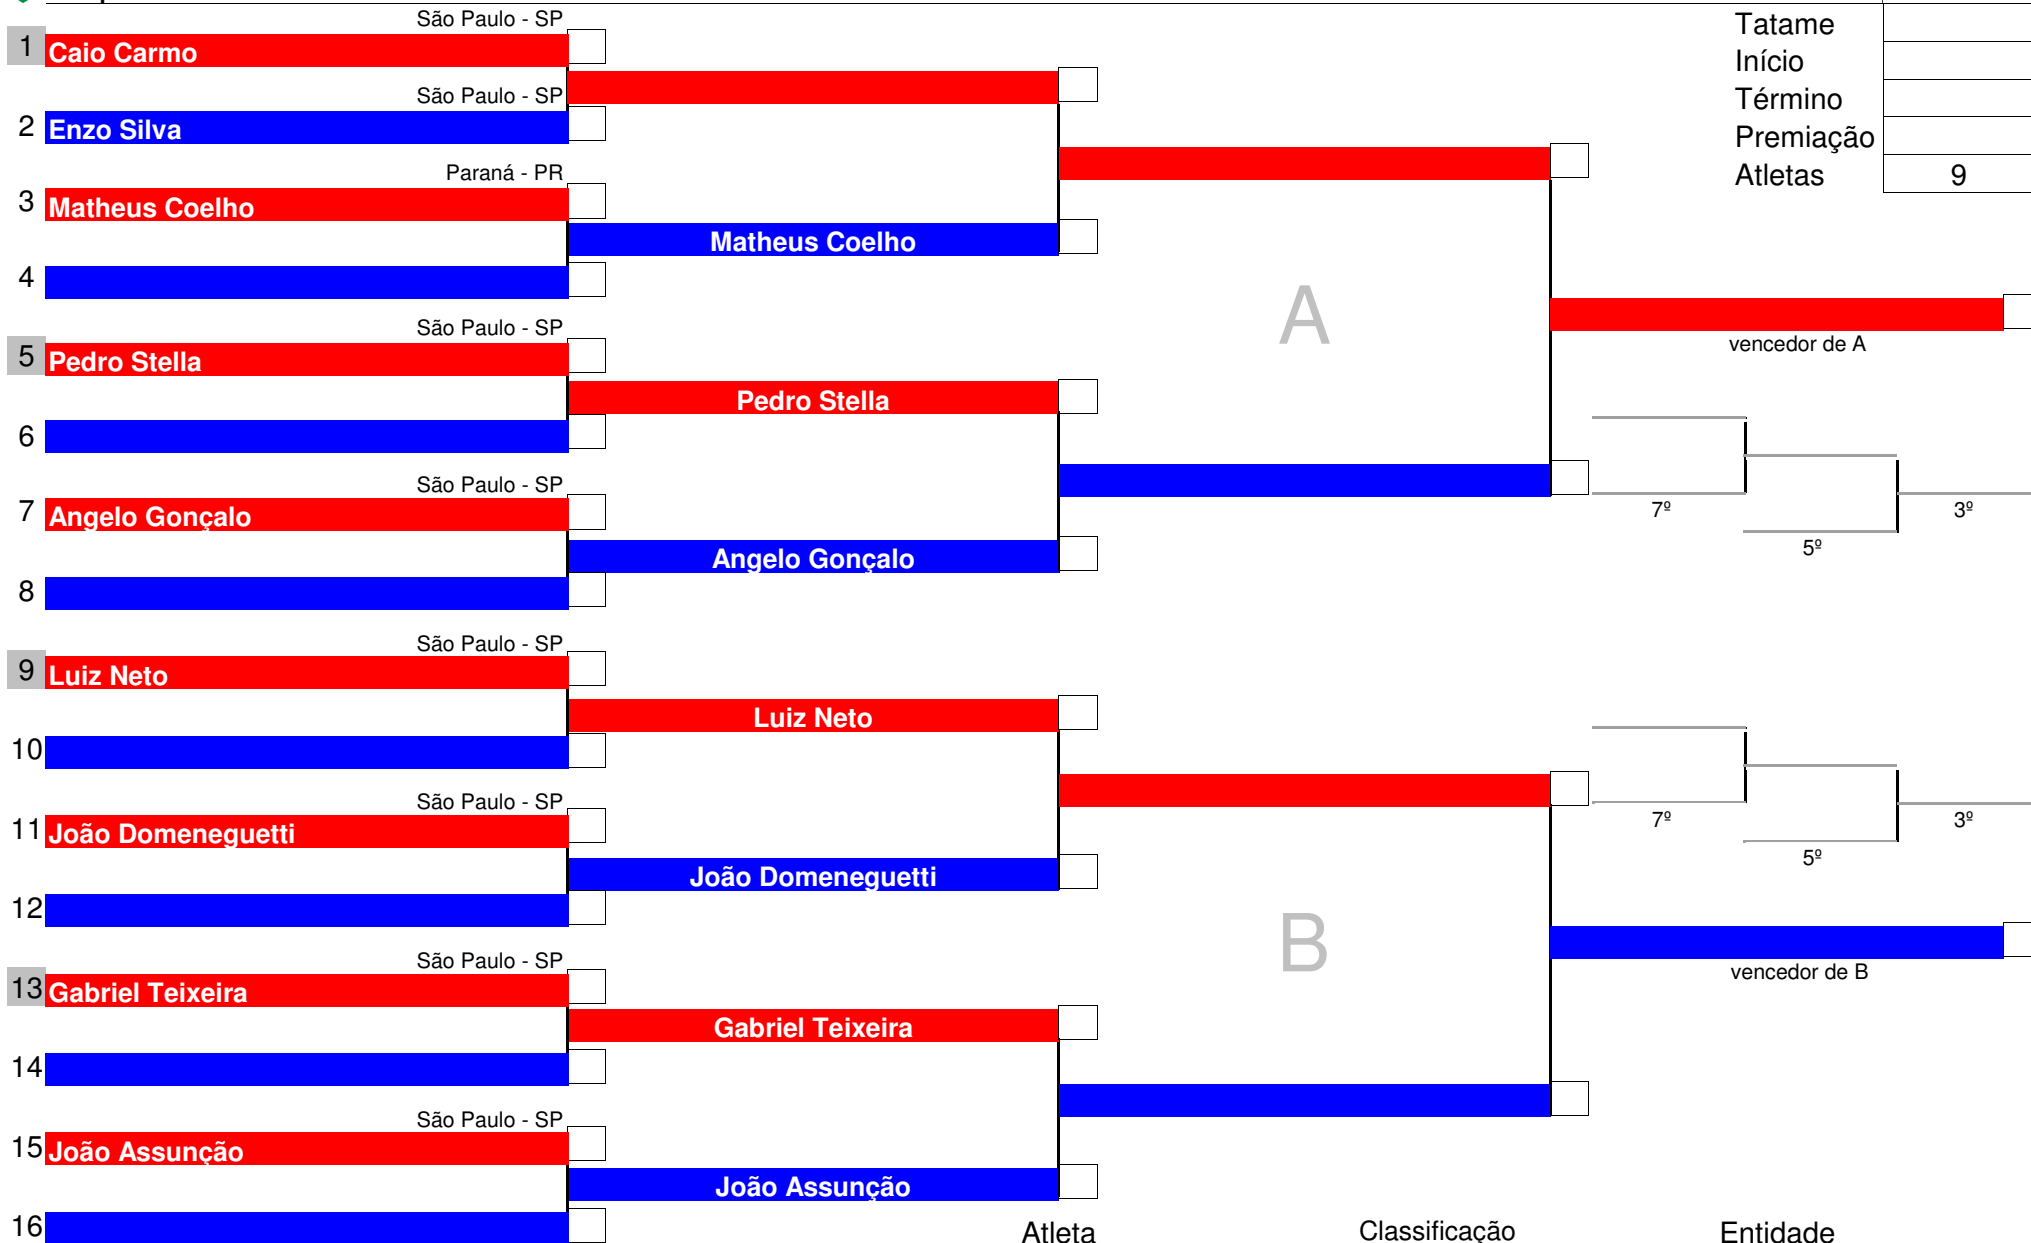 São Paulo - SP
1 Caio Carmo
São Paulo - SP
2 Enzo Silva
Paraná - PR
3 Matheus Coelho
Matheus Coelho
4
São Paulo - SP
5 Pedro Stella
Pedro Stella
6
São Paulo - SP
7 Angelo Gonçalo
Angelo Gonçalo
8
São Paulo - SP
9 Luiz Neto
Luiz Neto
10
São Paulo - SP
11 João Domeneguetti
João Domeneguetti
12
São Paulo - SP
13 Gabriel Teixeira
Gabriel Teixeira
14
São Paulo - SP
15 João Assunção
João Assunção
16
A
B
Tatame
Início
Término
Premiação
Atletas 9
vencedor de A
7º
3º
5º
7º
3º
5º
vencedor de B
Atleta Classificação Entidade